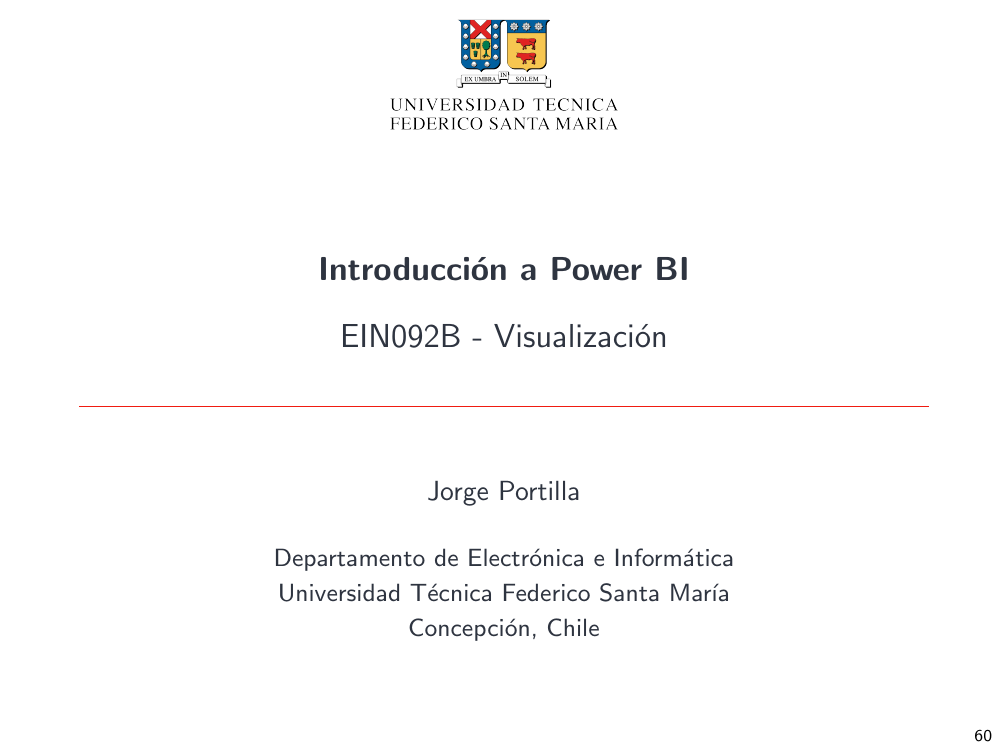 EX UMBRA IN SOLEM
UNIVERSIDAD TECNICA
FEDERICO SANTA MARIA
Introducción a Power BI
EIN092B - Visualización
Jorge Portilla
Departamento de Electrónica e Informática
Universidad Técnica Federico Santa María
Concepción, Chile
60